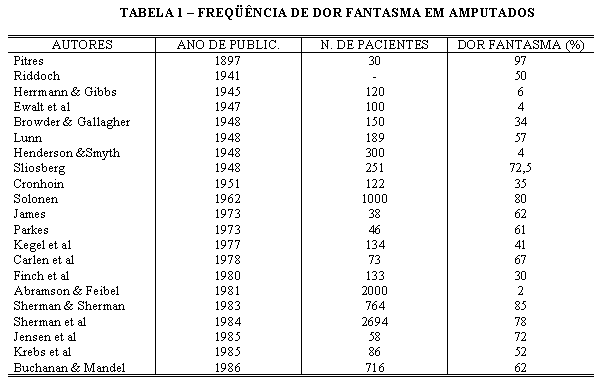 TABELA 1 – FREQÜÊNCIA DE DOR FANTASMA EM AMPUTADOS
AUTORES ANO DE PUBLIC. N. DE PACIENTES DOR FANTASMA (%)
Pitres 1897 30 97
Riddoch 1941 - 50
Herrmann & Gibbs 1945 120 6
Ewalt et al 1947 100 4
Browder & Gallagher 1948 150 34
Lunn 1948 189 57
Henderson &Smyth 1948 300 4
Sliosberg 1948 251 72,5
Cronhoin 1951 122 35
Solonen 1962 1000 80
James 1973 38 62
Parkes 1973 46 61
Kegel et al 1977 134 41
Carlen et al 1978 73 67
Finch et al 1980 133 30
Abramson & Feibel 1981 2000 2
Sherman & Sherman 1983 764 85
Sherman et al 1984 2694 78
Jensen et al 1985 58 72
Krebs et al 1985 86 52
Buchanan & Mandel 1986 716 62